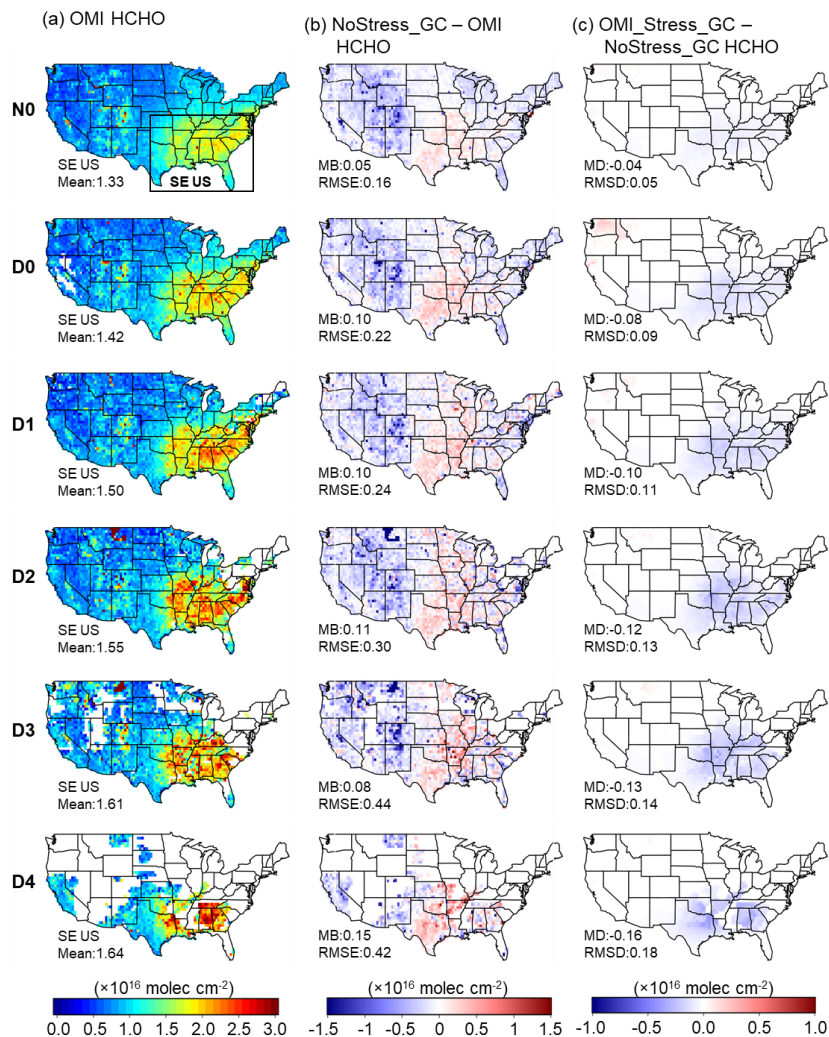 (a) OMI HCHO
(b) NoStress_GC – OMI
HCHO
(c) OMI_Stress_GC –
NoStress_GC HCHO
N0
SE US
Mean:1.33
SE US
MB:0.05
RMSE:0.16
MD:-0.04
RMSD:0.05
D0
SE US
Mean:1.42
MB:0.10
RMSE:0.22
MD:-0.08
RMSD:0.09
D1
SE US
Mean:1.50
MB:0.10
RMSE:0.24
MD:-0.10
RMSD:0.11
D2
SE US
Mean:1.55
MB:0.11
RMSE:0.30
MD:-0.12
RMSD:0.13
D3
SE US
Mean:1.61
MB:0.08
RMSE:0.44
MD:-0.13
RMSD:0.14
D4
SE US
Mean:1.64
MB:0.15
RMSE:0.42
MD:-0.16
RMSD:0.18
(×10¹⁶ molec cm⁻²)
0.0 0.5 1.0 1.5 2.0 2.5 3.0
(×10¹⁶ molec cm⁻²)
-1.5 -1 -0.5 0 0.5 1 1.5
(×10¹⁶ molec cm⁻²)
-1.0 -0.5 0 0.5 1.0